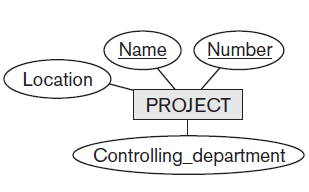 Name
Number
Location
PROJECT
Controlling_department